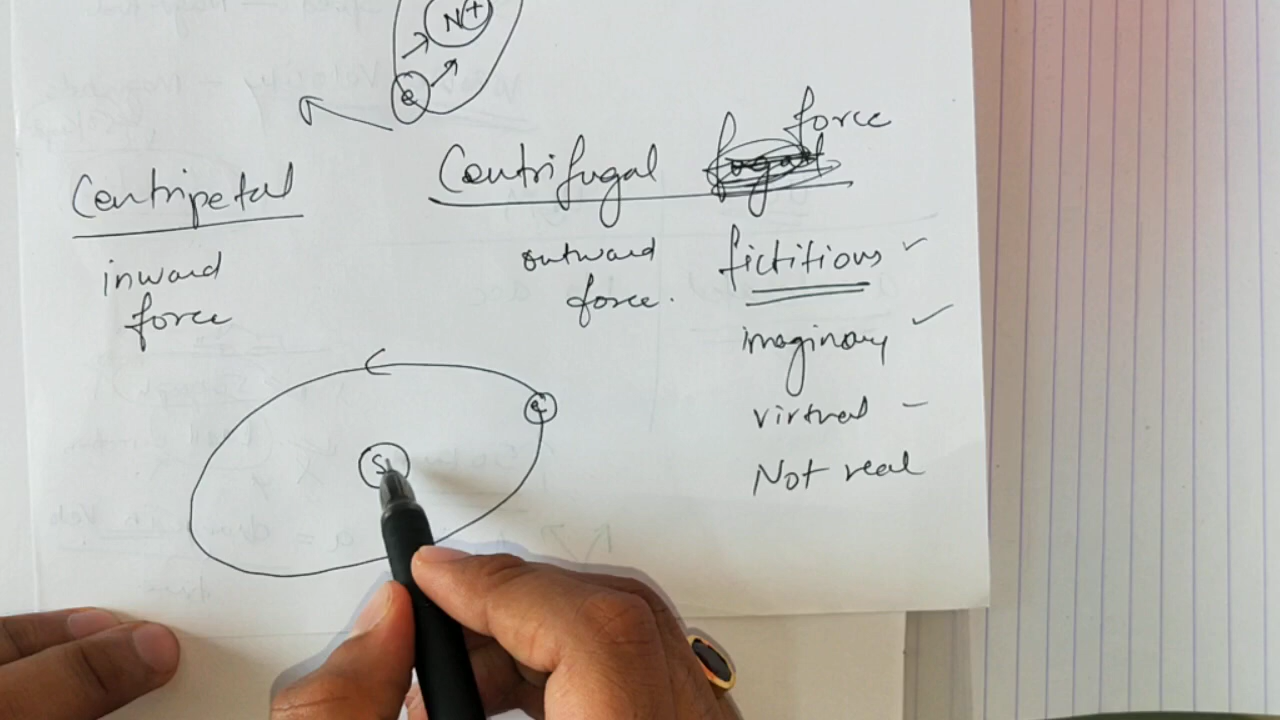 N+
e
force
Centripetal
Centrifugal
inward
force
outward
force.
fictitious ✓
imaginary ✓
virtual –
Not real
e
S